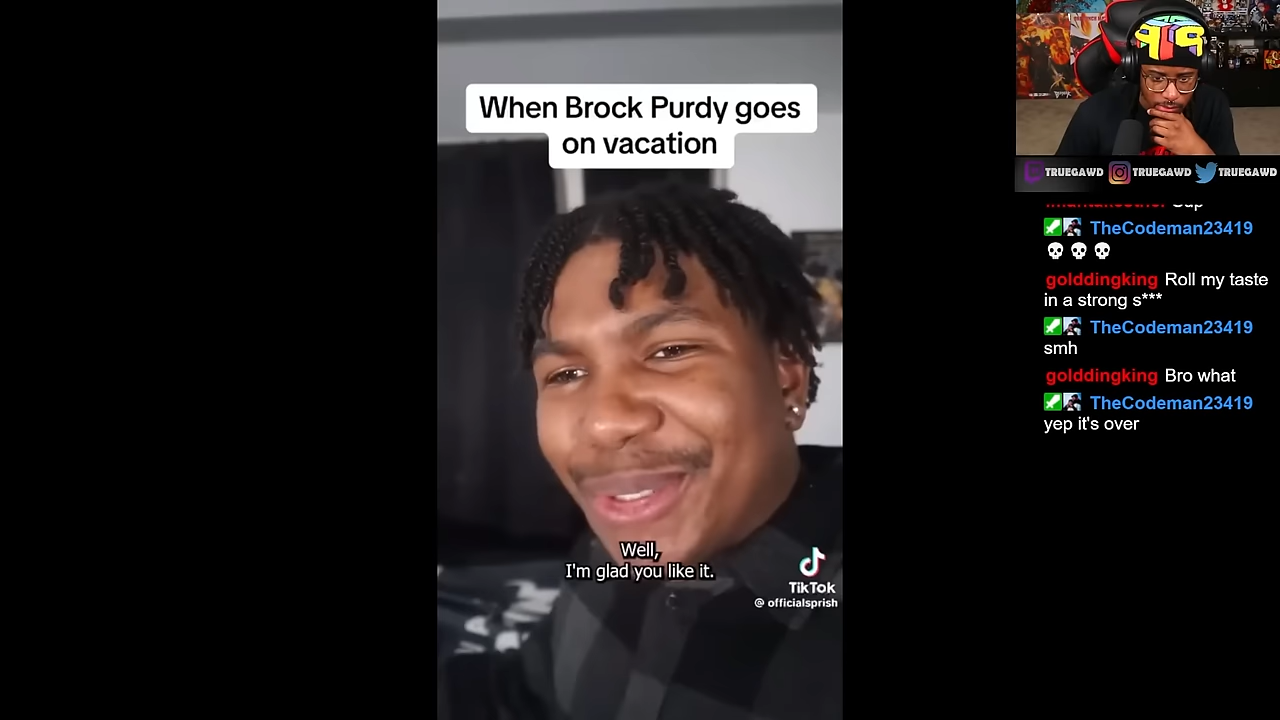 When Brock Purdy goes
on vacation
Well,
I'm glad you like it.
TikTok
@ officialsprish
TRUEGAWD TRUEGAWD TRUEGAWD
Sup
TheCodeman23419
golddingking Roll my taste
in a strong s***
TheCodeman23419
smh
golddingking Bro what
TheCodeman23419
yep it's over